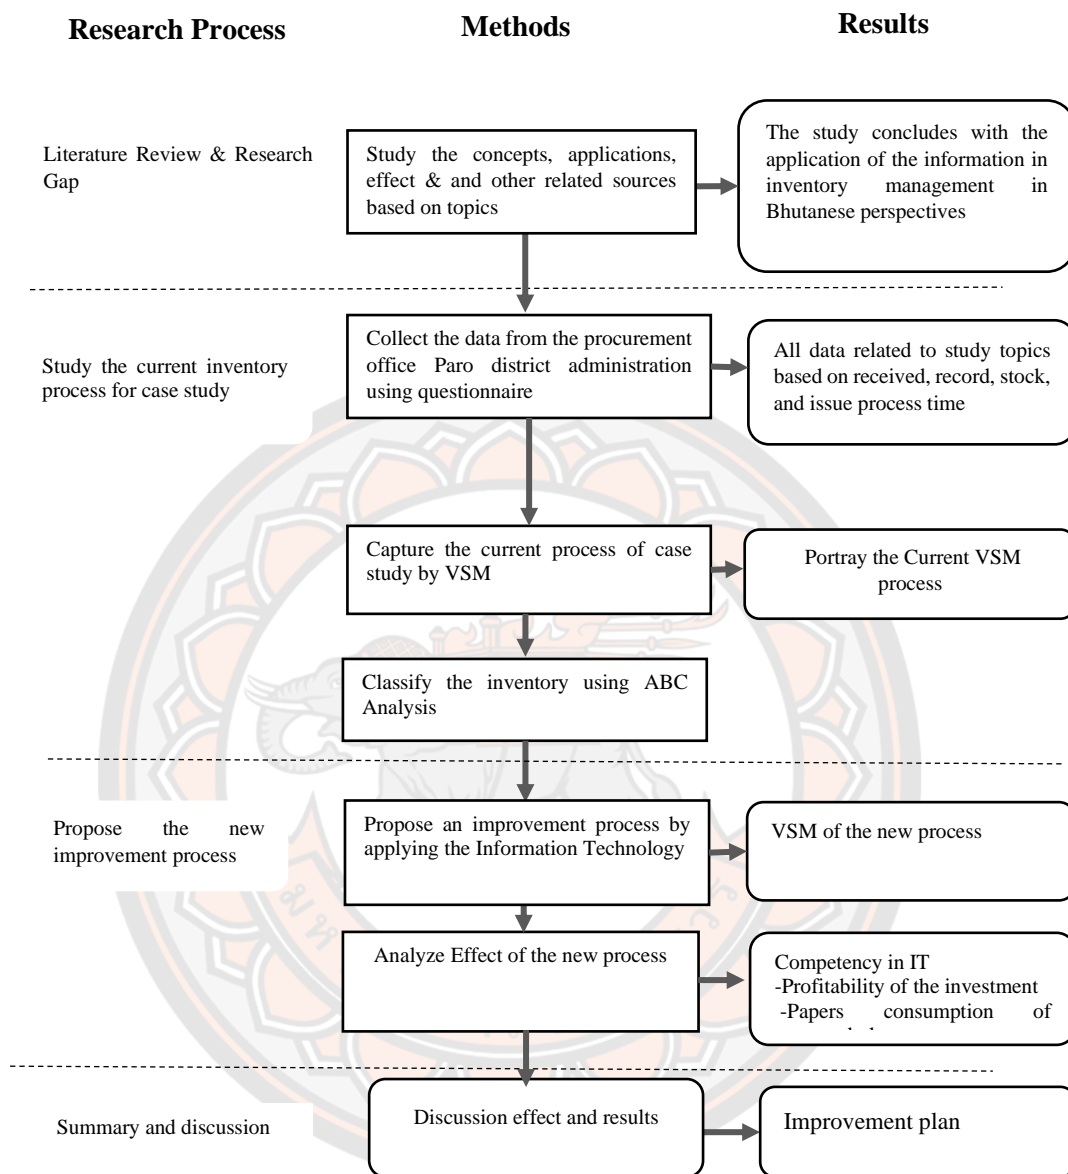 Research Process
Methods
Results
Literature Review & Research
Gap
Study the concepts, applications,
effect & and other related sources
based on topics
The study concludes with the
application of the information in
inventory management in
Bhutanese perspectives
Study the current inventory
process for case study
Collect the data from the procurement
office Paro district administration
using questionnaire
All data related to study topics
based on received, record, stock,
and issue process time
Capture the current process of case
study by VSM
Portray the Current VSM
process
Classify the inventory using ABC
Analysis
Propose the new
improvement process
Propose an improvement process by
applying the Information Technology
VSM of the new process
Analyze Effect of the new process
Competency in IT
-Profitability of the investment
-Papers consumption of
Summary and discussion
Discussion effect and results
Improvement plan